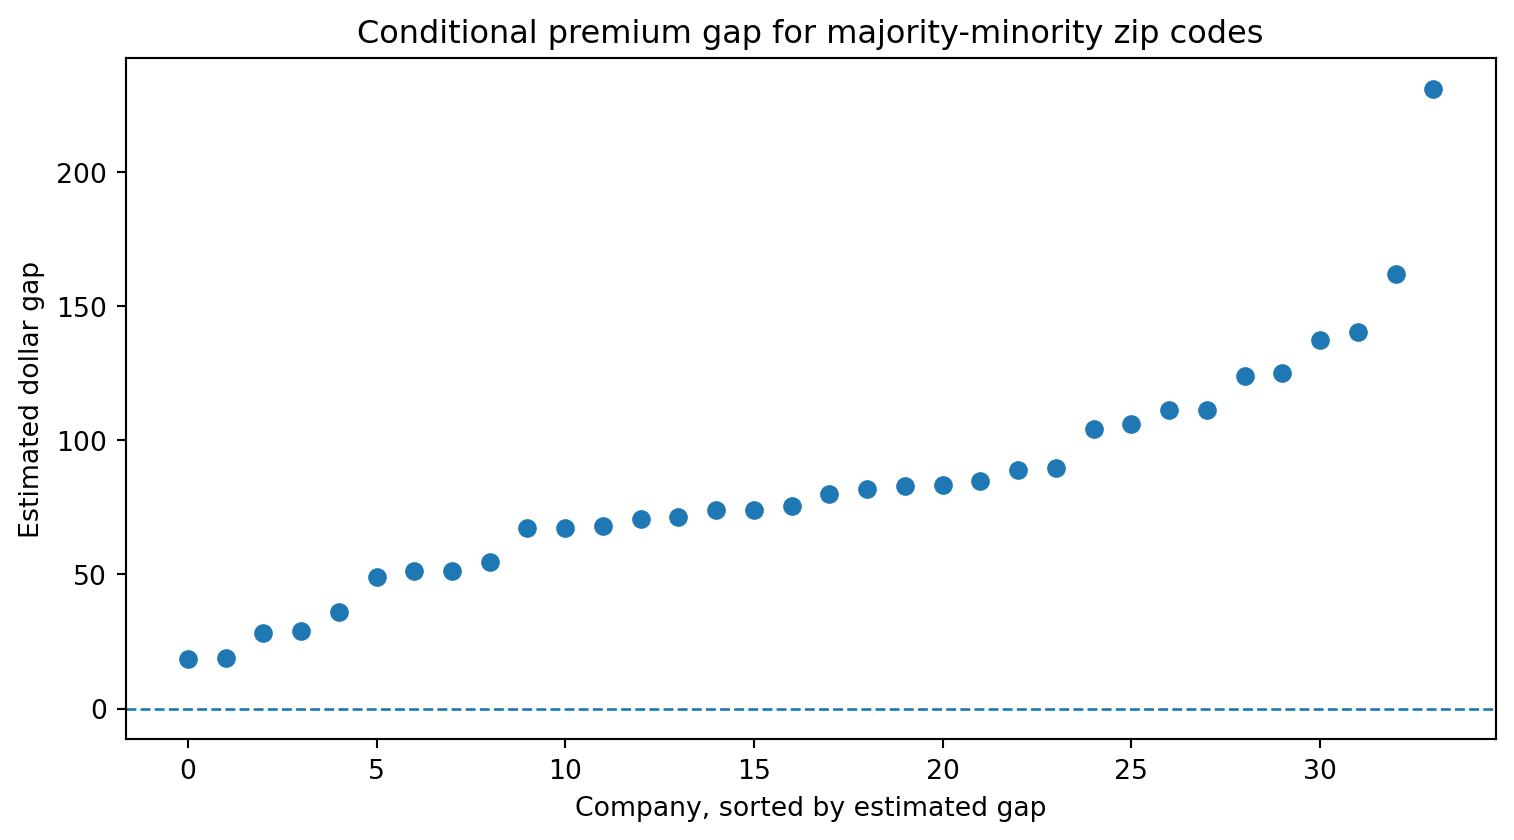 Conditional premium gap for majority-minority zip codes
Estimated dollar gap
200
150
100
50
0
0 5 10 15 20 25 30
Company, sorted by estimated gap